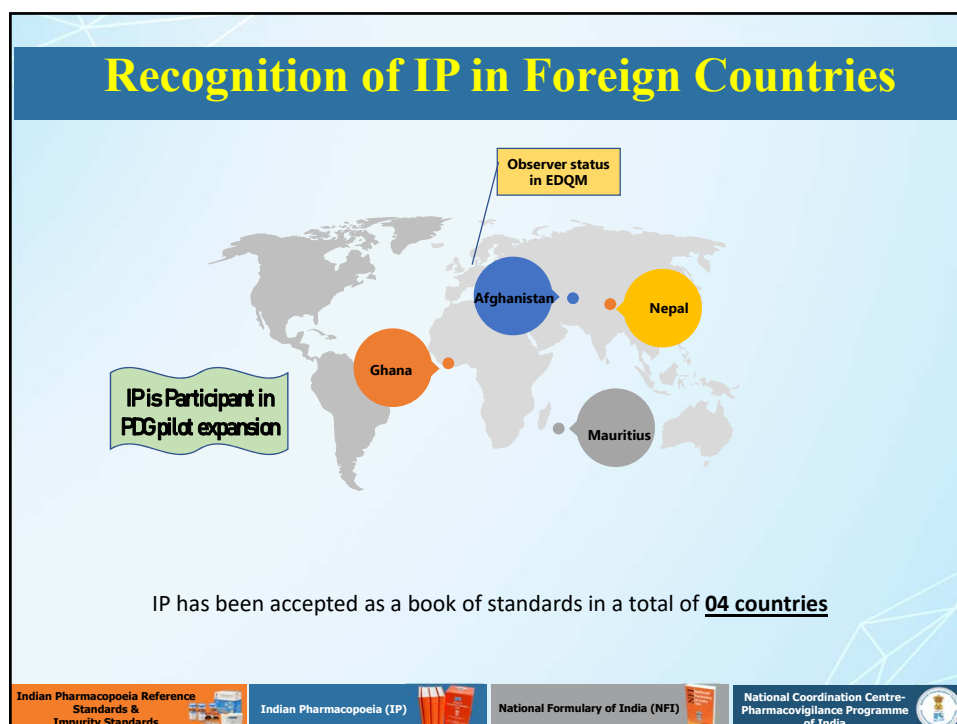 Recognition of IP in Foreign Countries
Observer status
in EDQM
Afghanistan
Nepal
Ghana
IP is Participant in
PDG pilot expansion
Mauritius
IP has been accepted as a book of standards in a total of 04 countries
Indian Pharmacopoeia Reference
Standards &
Impurity Standards
Indian Pharmacopoeia (IP)
National Formulary of India (NFI)
National Coordination Centre-
Pharmacovigilance Programme
of India